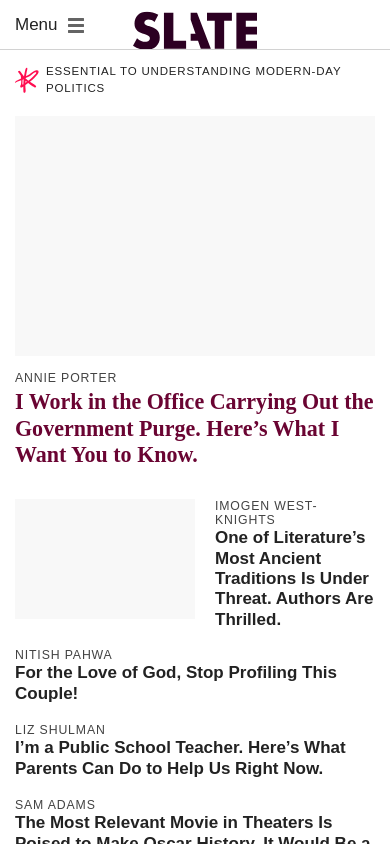 Menu
SLATE
ESSENTIAL TO UNDERSTANDING MODERN-DAY
POLITICS
ANNIE PORTER
I Work in the Office Carrying Out the
Government Purge. Here’s What I
Want You to Know.
IMOGEN WEST-
KNIGHTS
One of Literature’s
Most Ancient
Traditions Is Under
Threat. Authors Are
Thrilled.
NITISH PAHWA
For the Love of God, Stop Profiling This
Couple!
LIZ SHULMAN
I’m a Public School Teacher. Here’s What
Parents Can Do to Help Us Right Now.
SAM ADAMS
The Most Relevant Movie in Theaters Is
Poised to Make Oscar History. It Would Be a